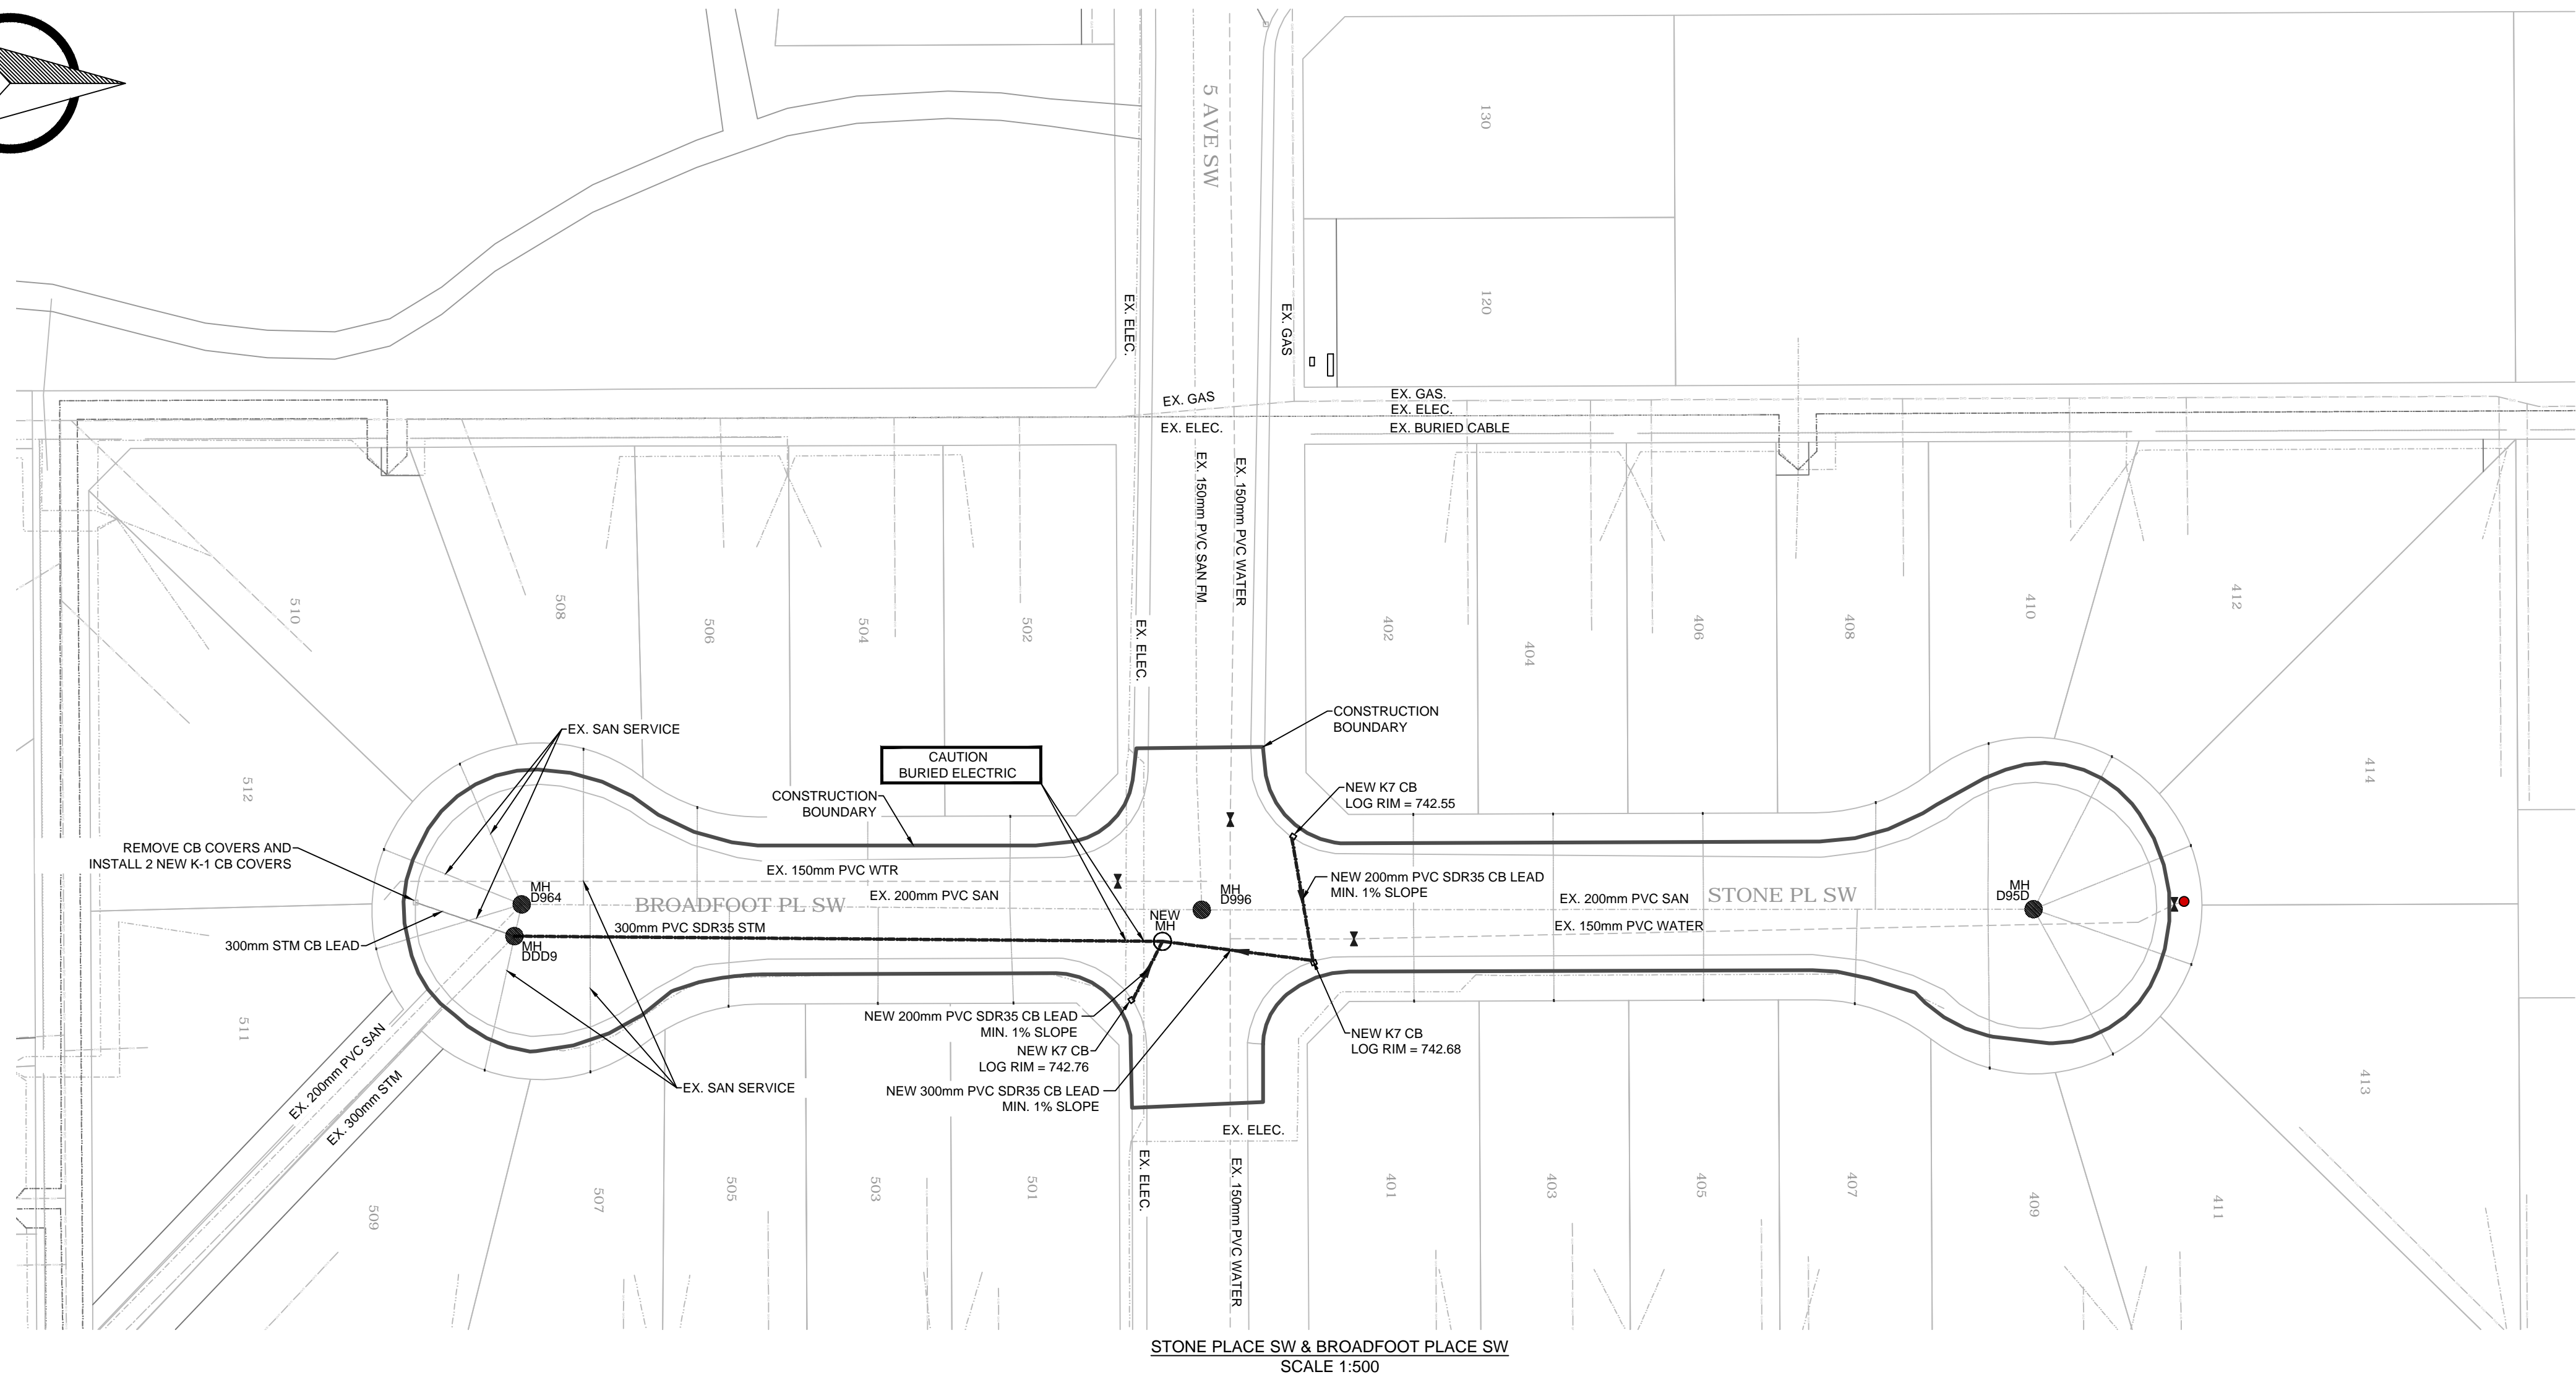 5 AVE SW
130
120
EX. ELEC.
EX. GAS
EX. GAS
EX. GAS.
EX. ELEC.
EX. ELEC.
EX. BURIED CABLE
EX. 150mm PVC SAN FM
EX. 150mm PVC WATER
EX. ELEC.
510
508
506
504
502
402
404
406
408
410
412
EX. SAN SERVICE
CAUTION
BURIED ELECTRIC
CONSTRUCTION
BOUNDARY
CONSTRUCTION
BOUNDARY
512
414
NEW K7 CB
LOG RIM = 742.55
REMOVE CB COVERS AND
INSTALL 2 NEW K-1 CB COVERS
EX. 150mm PVC WTR
NEW 200mm PVC SDR35 CB LEAD
MIN. 1% SLOPE
MH
D964
BROADFOOT PL SW
EX. 200mm PVC SAN
MH
D996
EX. 200mm PVC SAN
STONE PL SW
MH
D95D
NEW
MH
300mm PVC SDR35 STM
EX. 150mm PVC WATER
300mm STM CB LEAD
MH
DDD9
NEW 200mm PVC SDR35 CB LEAD
MIN. 1% SLOPE
NEW K7 CB
LOG RIM = 742.76
NEW K7 CB
LOG RIM = 742.68
NEW 300mm PVC SDR35 CB LEAD
MIN. 1% SLOPE
EX. SAN SERVICE
511
413
EX. 200mm PVC SAN
EX. 300mm STM
EX. ELEC.
EX. ELEC.
EX. 150mm PVC WATER
509
507
505
503
501
401
403
405
407
409
411
STONE PLACE SW & BROADFOOT PLACE SW
SCALE 1:500